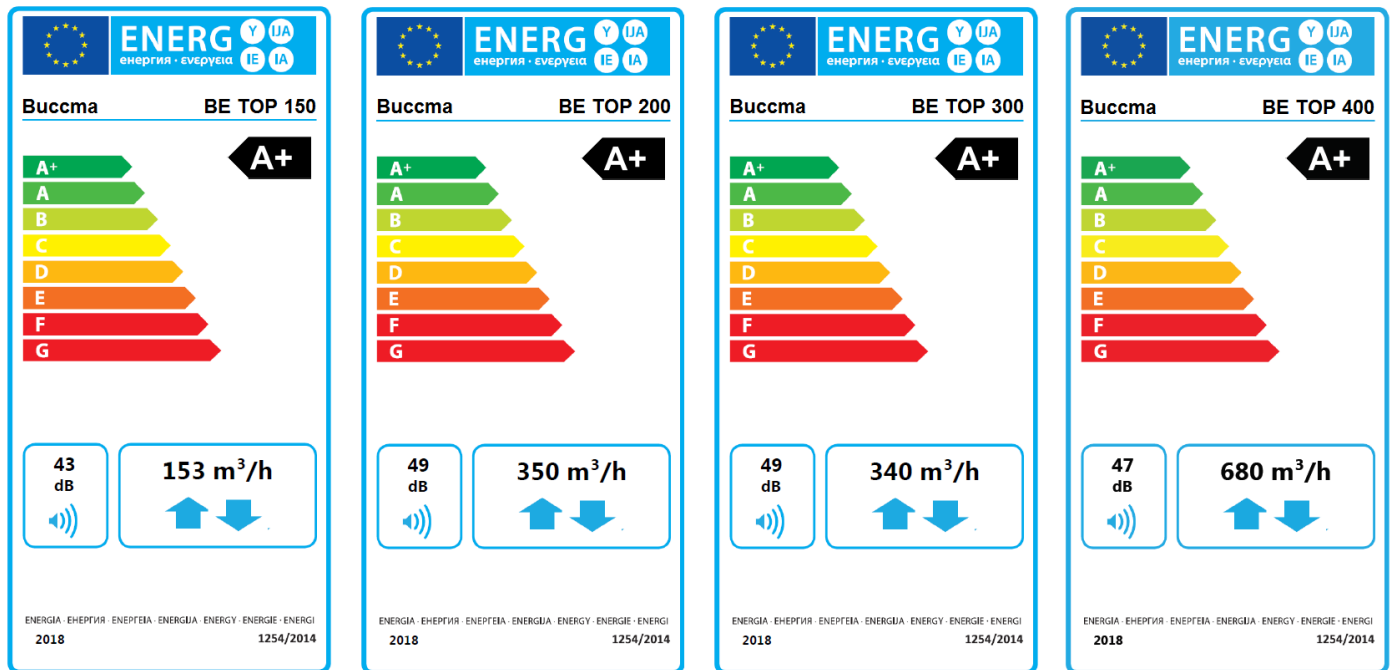 ENERG Y IJA
енергия · ενεργεια IE IA
Buccma BE TOP 150
A+
A+
A
B
C
D
E
F
G
43
dB
153 m³/h
ENERGIA · ЕНЕРГИЯ · ΕΝΕΡΓΕΙΑ · ENERGIJA · ENERGY · ENERGIE · ENERGI
2018 1254/2014
ENERG Y IJA
енергия · ενεργεια IE IA
Buccma BE TOP 200
A+
A+
A
B
C
D
E
F
G
49
dB
350 m³/h
ENERGIA · ЕНЕРГИЯ · ΕΝΕΡΓΕΙΑ · ENERGIJA · ENERGY · ENERGIE · ENERGI
2018 1254/2014
ENERG Y IJA
енергия · ενεργεια IE IA
Buccma BE TOP 300
A+
A+
A
B
C
D
E
F
G
49
dB
340 m³/h
ENERGIA · ЕНЕРГИЯ · ΕΝΕΡΓΕΙΑ · ENERGIJA · ENERGY · ENERGIE · ENERGI
2018 1254/2014
ENERG Y IJA
енергия · ενεργεια IE IA
Buccma BE TOP 400
A+
A+
A
B
C
D
E
F
G
47
dB
680 m³/h
ENERGIA · ЕНЕРГИЯ · ΕΝΕΡΓΕΙΑ · ENERGIJA · ENERGY · ENERGIE · ENERGI
2018 1254/2014